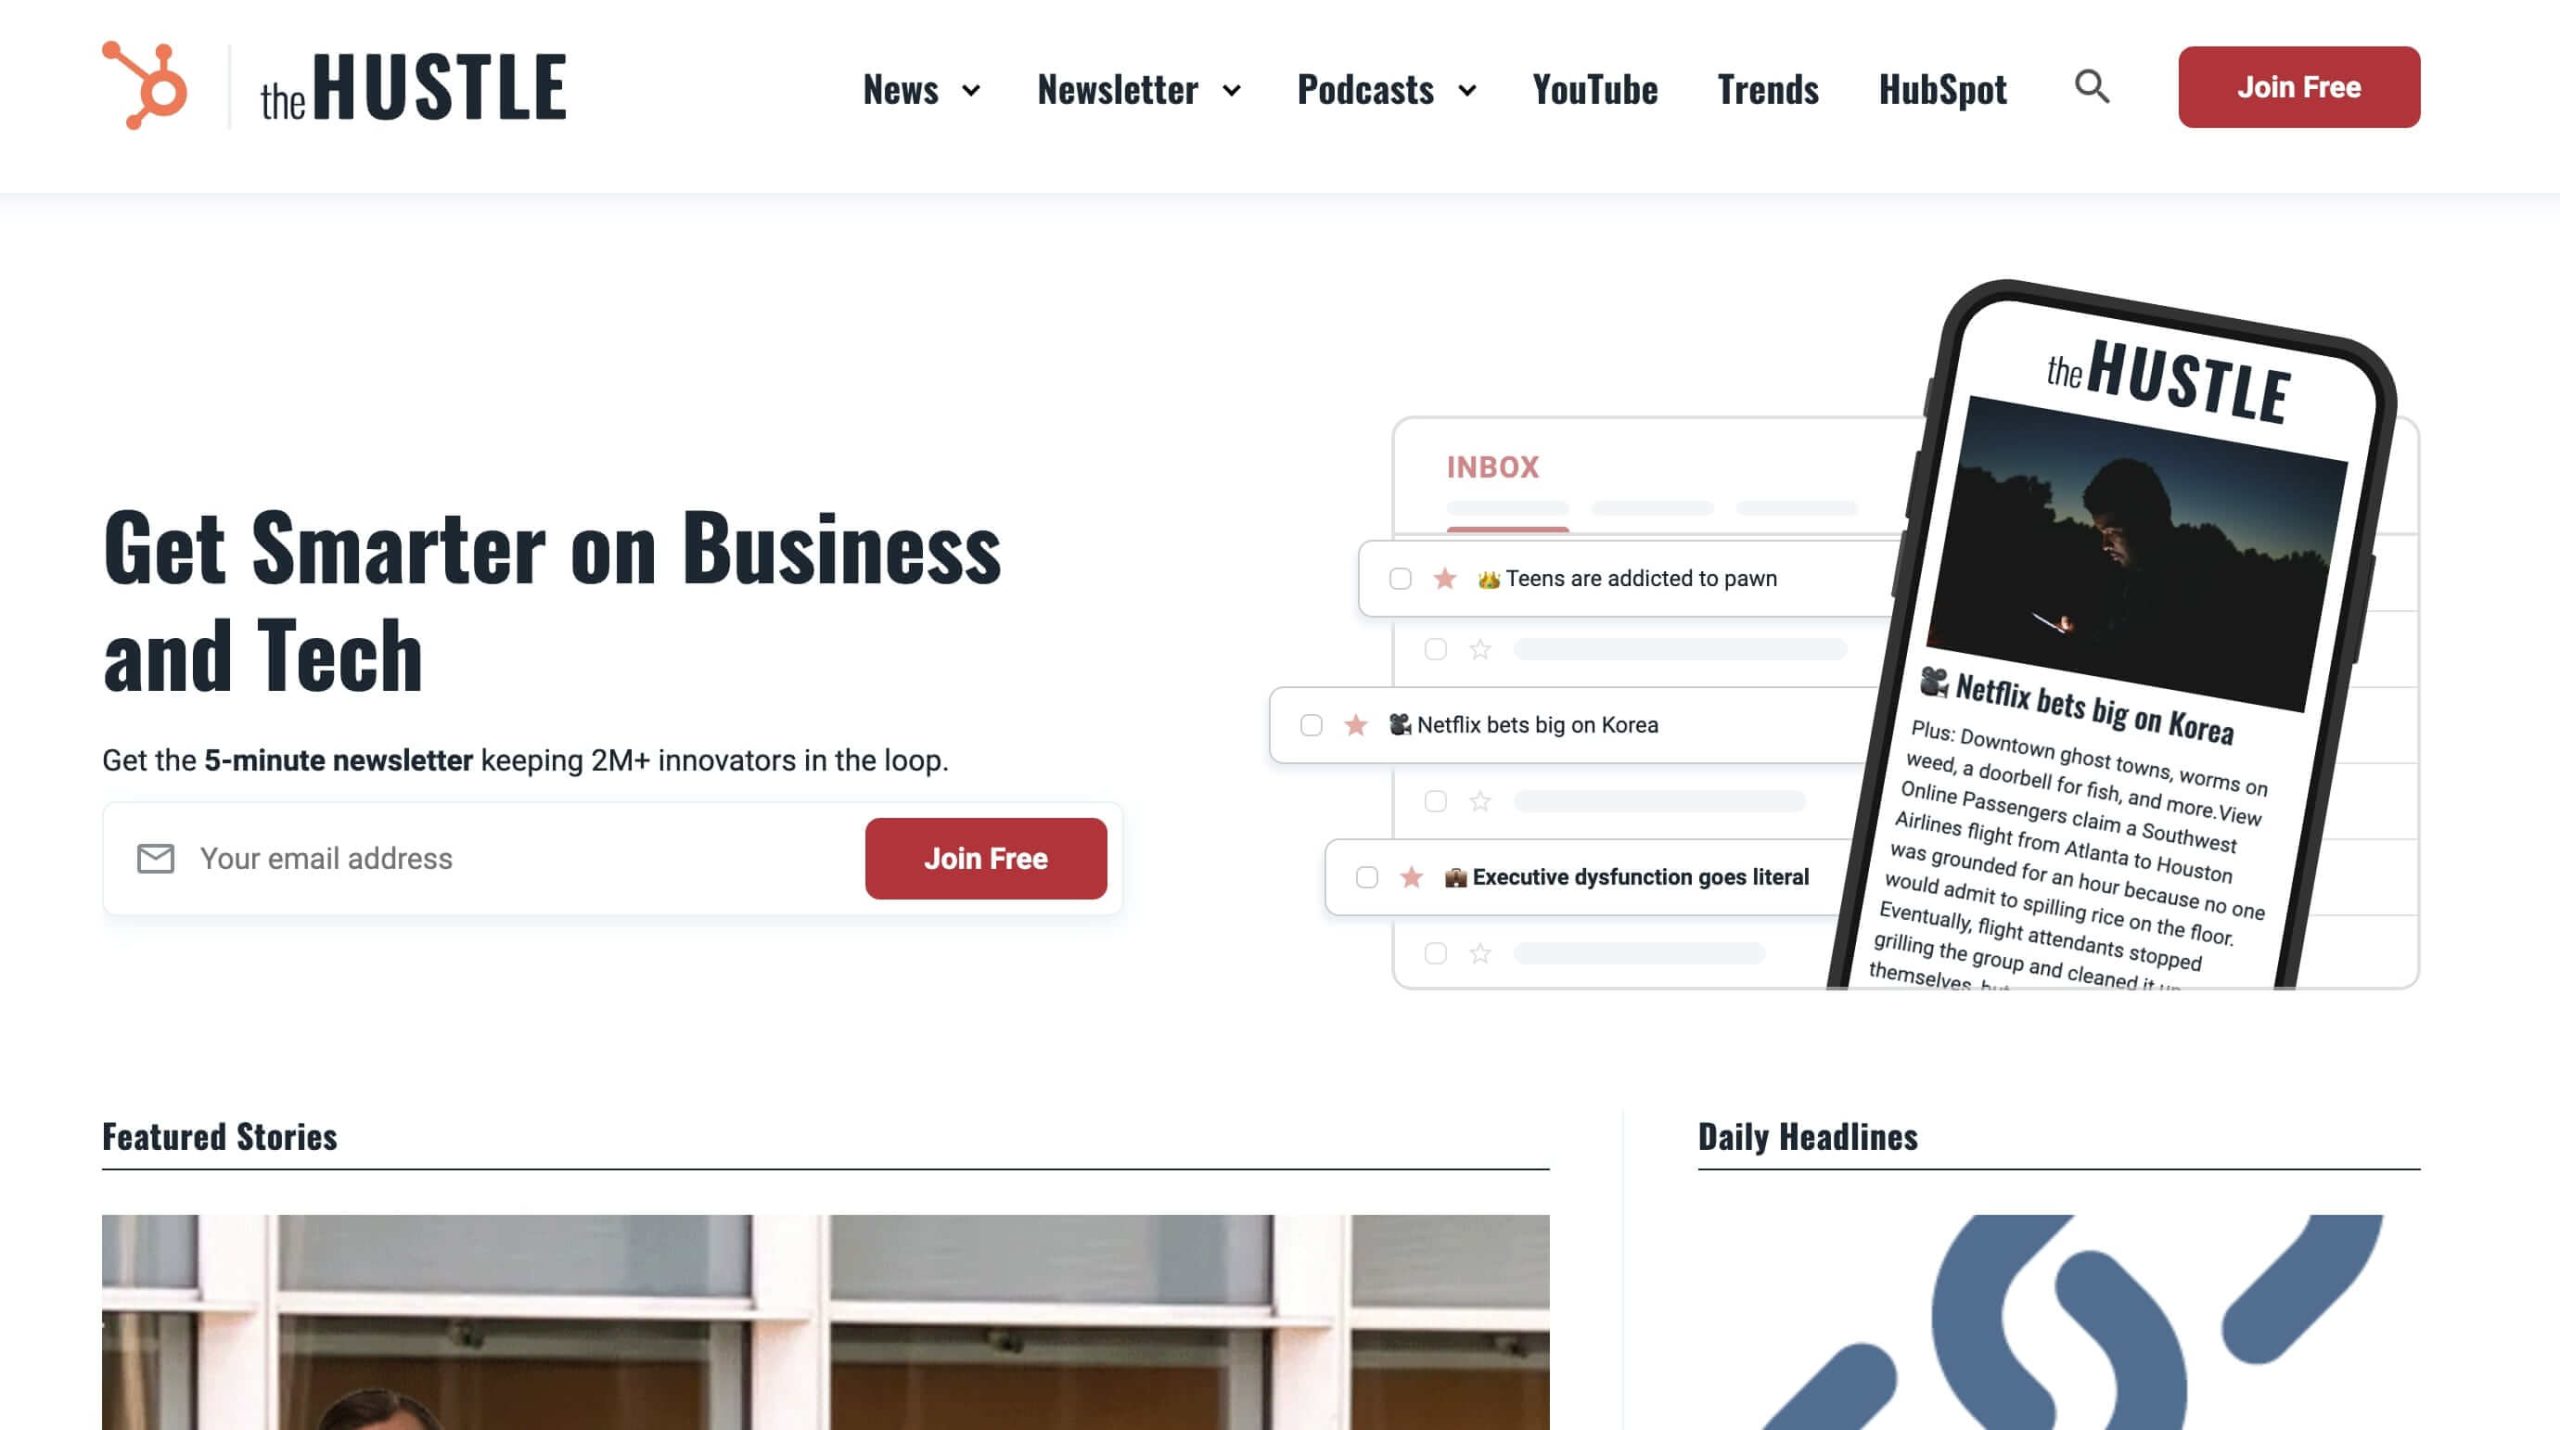 the HUSTLE
News
Newsletter
Podcasts
YouTube
Trends
HubSpot
Join Free
Get Smarter on Business
and Tech
Get the 5-minute newsletter keeping 2M+ innovators in the loop.
Your email address
Join Free
INBOX
Teens are addicted to pawn
Netflix bets big on Korea
Executive dysfunction goes literal
the HUSTLE
Netflix bets big on Korea
Plus: Downtown ghost towns, worms on
weed, a doorbell for fish, and more.View
Online Passengers claim a Southwest
Airlines flight from Atlanta to Houston
was grounded for an hour because no one
would admit to spilling rice on the floor.
Eventually, flight attendants stopped
grilling the group and cleaned it
themselves,
Featured Stories
Daily Headlines